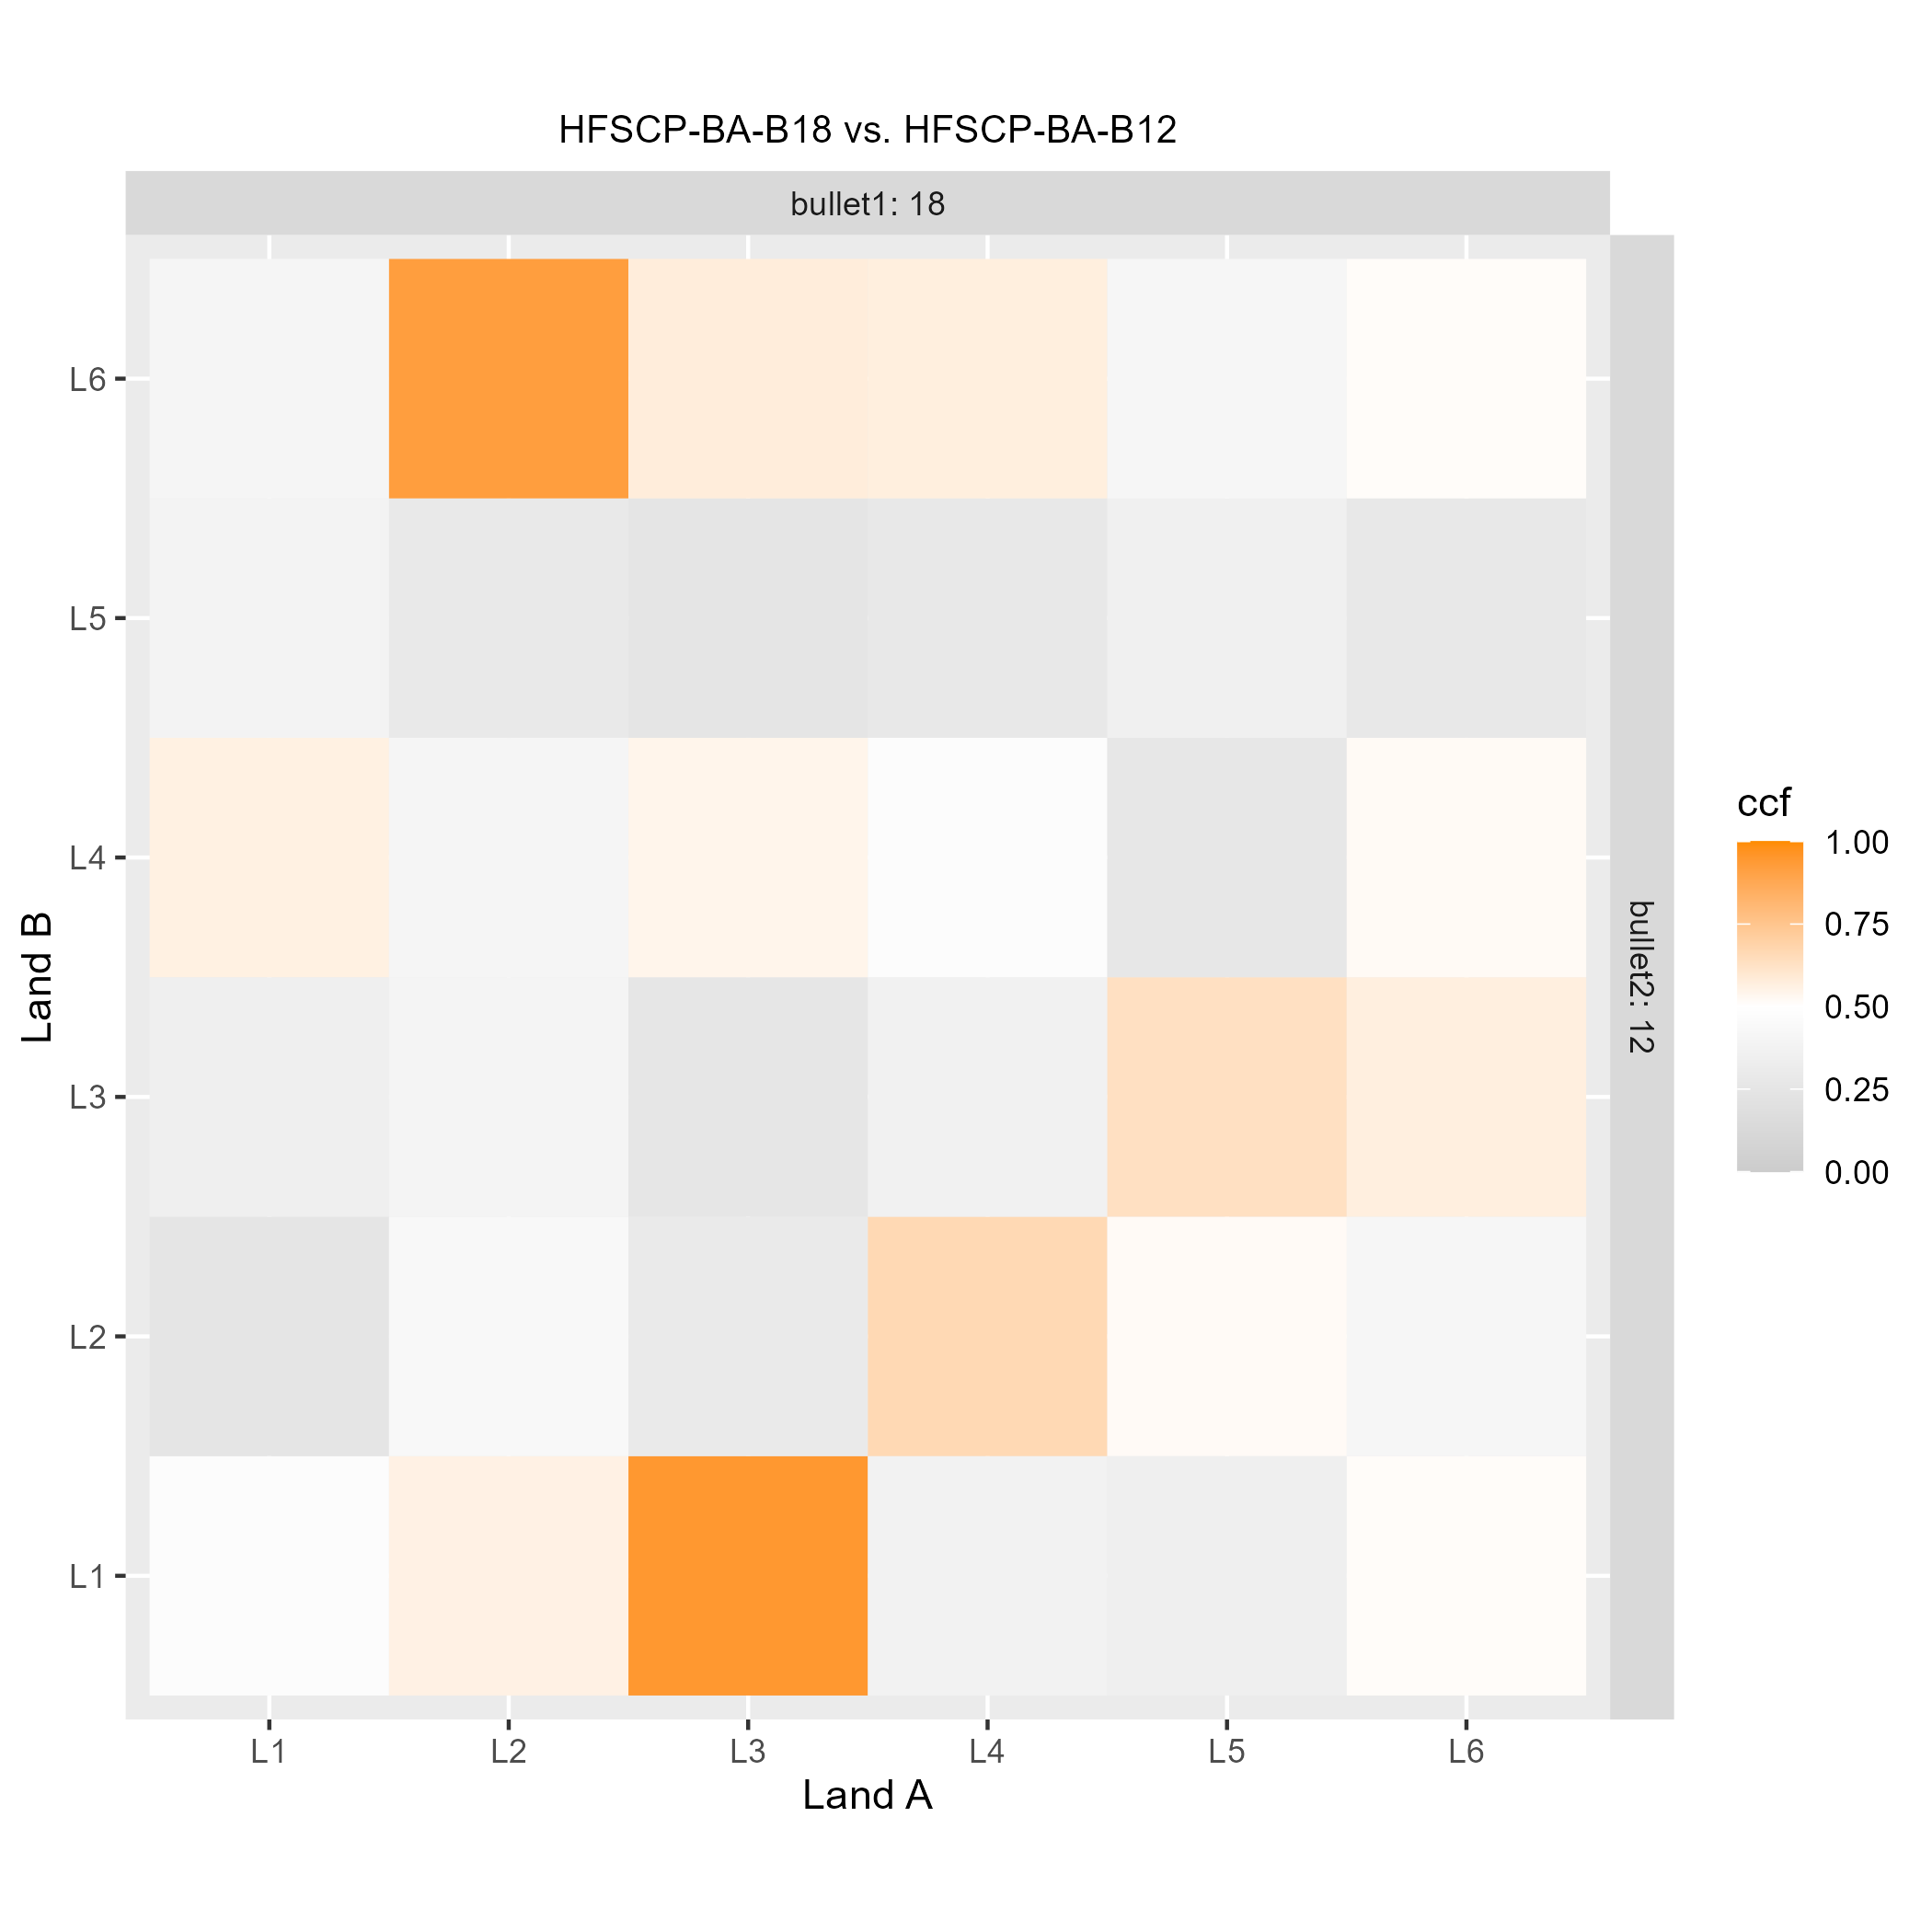 HFSCP-BA-B18 vs. HFSCP-BA-B12
bullet1: 18
L6
L5
L4
L3
L2
L1
Land B
bullet2: 12
ccf
1.00
0.75
0.50
0.25
0.00
L1 L2 L3 L4 L5 L6
Land A